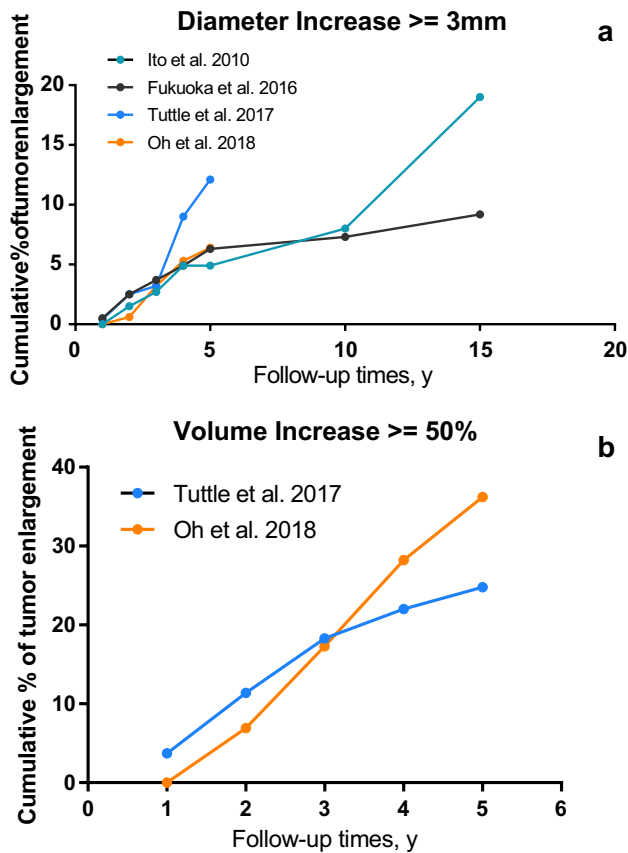 Diameter Increase >= 3mm
a
Cumulative%oftumorenlargement
Ito et al. 2010
Fukuoka et al. 2016
Tuttle et al. 2017
Oh et al. 2018
20
15
10
5
0
0 5 10 15 20
Follow-up times, y
Volume Increase >= 50%
b
Cumulative % of tumor enlargement
Tuttle et al. 2017
Oh et al. 2018
40
30
20
10
0
0 1 2 3 4 5 6
Follow-up times, y